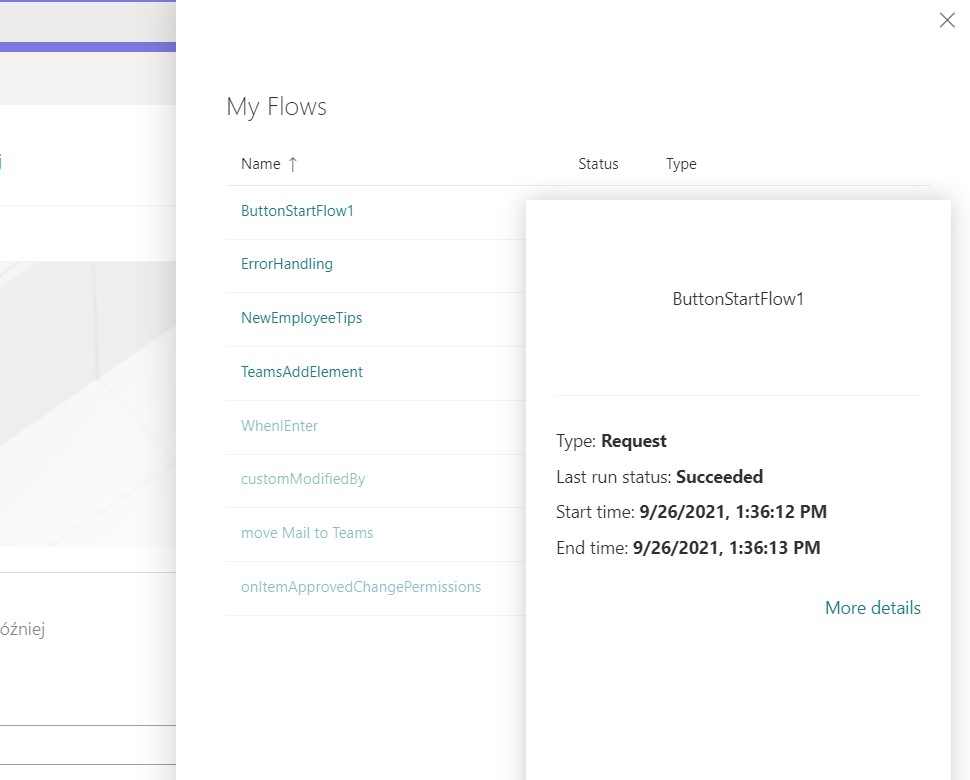 My Flows
Name ↑ Status Type
ButtonStartFlow1
ErrorHandling
NewEmployeeTips
TeamsAddElement
WhenIEnter
customModifiedBy
move Mail to Teams
onItemApprovedChangePermissions
ButtonStartFlow1
Type: Request
Last run status: Succeeded
Start time: 9/26/2021, 1:36:12 PM
End time: 9/26/2021, 1:36:13 PM
More details
óźniej